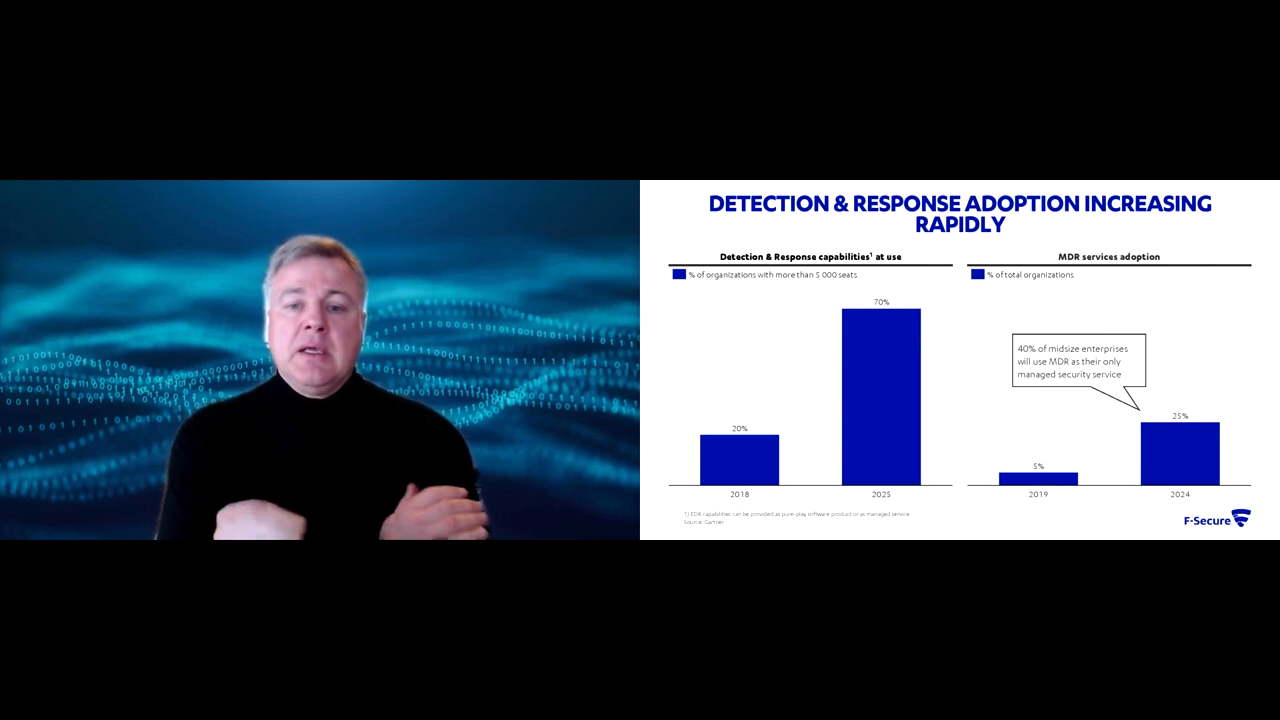 DETECTION & RESPONSE ADOPTION INCREASING
RAPIDLY
Detection & Response capabilities¹ at use
% of organizations with more than 5 000 seats
70%
20%
2018
2025
MDR services adoption
% of total organizations
40% of midsize enterprises
will use MDR as their only
managed security service
25%
5%
2019
2024
1) EDR capabilities can be provided as pure-play software product or as managed service
Source: Gartner
F-Secure